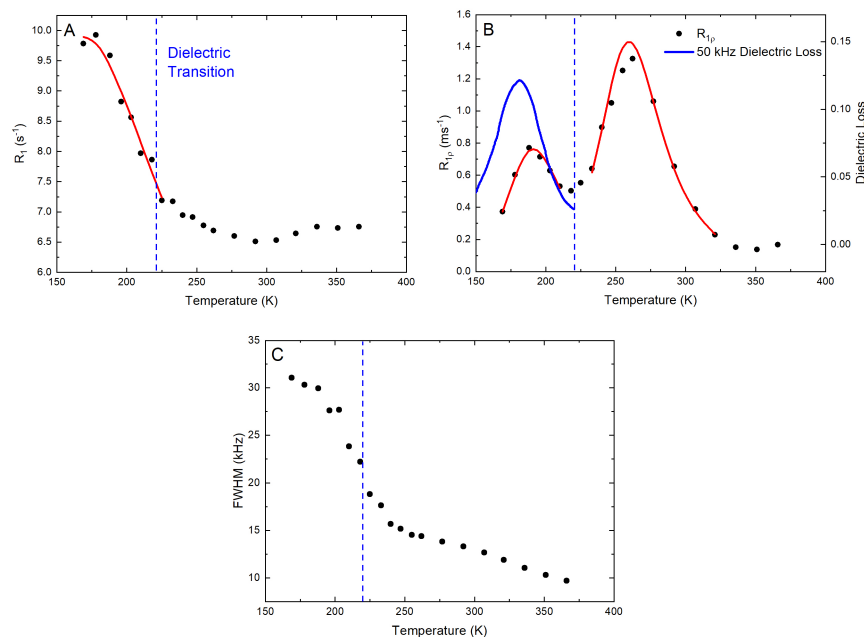 A
Dielectric
Transition
R1 (s-1)
10.0
9.5
9.0
8.5
8.0
7.5
7.0
6.5
6.0
150 200 250 300 350 400
Temperature (K)
B
R1ρ
50 kHz Dielectric Loss
R1ρ (ms-1)
1.6
1.4
1.2
1.0
0.8
0.6
0.4
0.2
0.0
0.15
0.10
0.05
0.00
Dielectric Loss
150 200 250 300 350 400
Temperature (K)
C
FWHM (kHz)
35
30
25
20
15
10
150 200 250 300 350 400
Temperature (K)